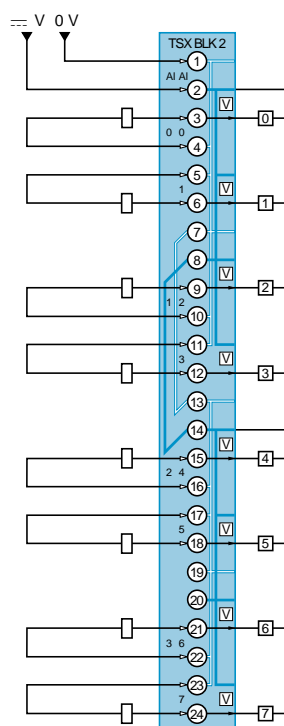 ⎓ V 0 V
TSX BLK 2
1
AI AI
2
V
3 0
0 0
4
5
1 V
6 1
7
8
V
9 2
1 2
10
11
3 V
12 3
13
14
V
15 4
2 4
16
17
5 V
18 5
19
20
V
21 6
3 6
22
23
7 V
24 7